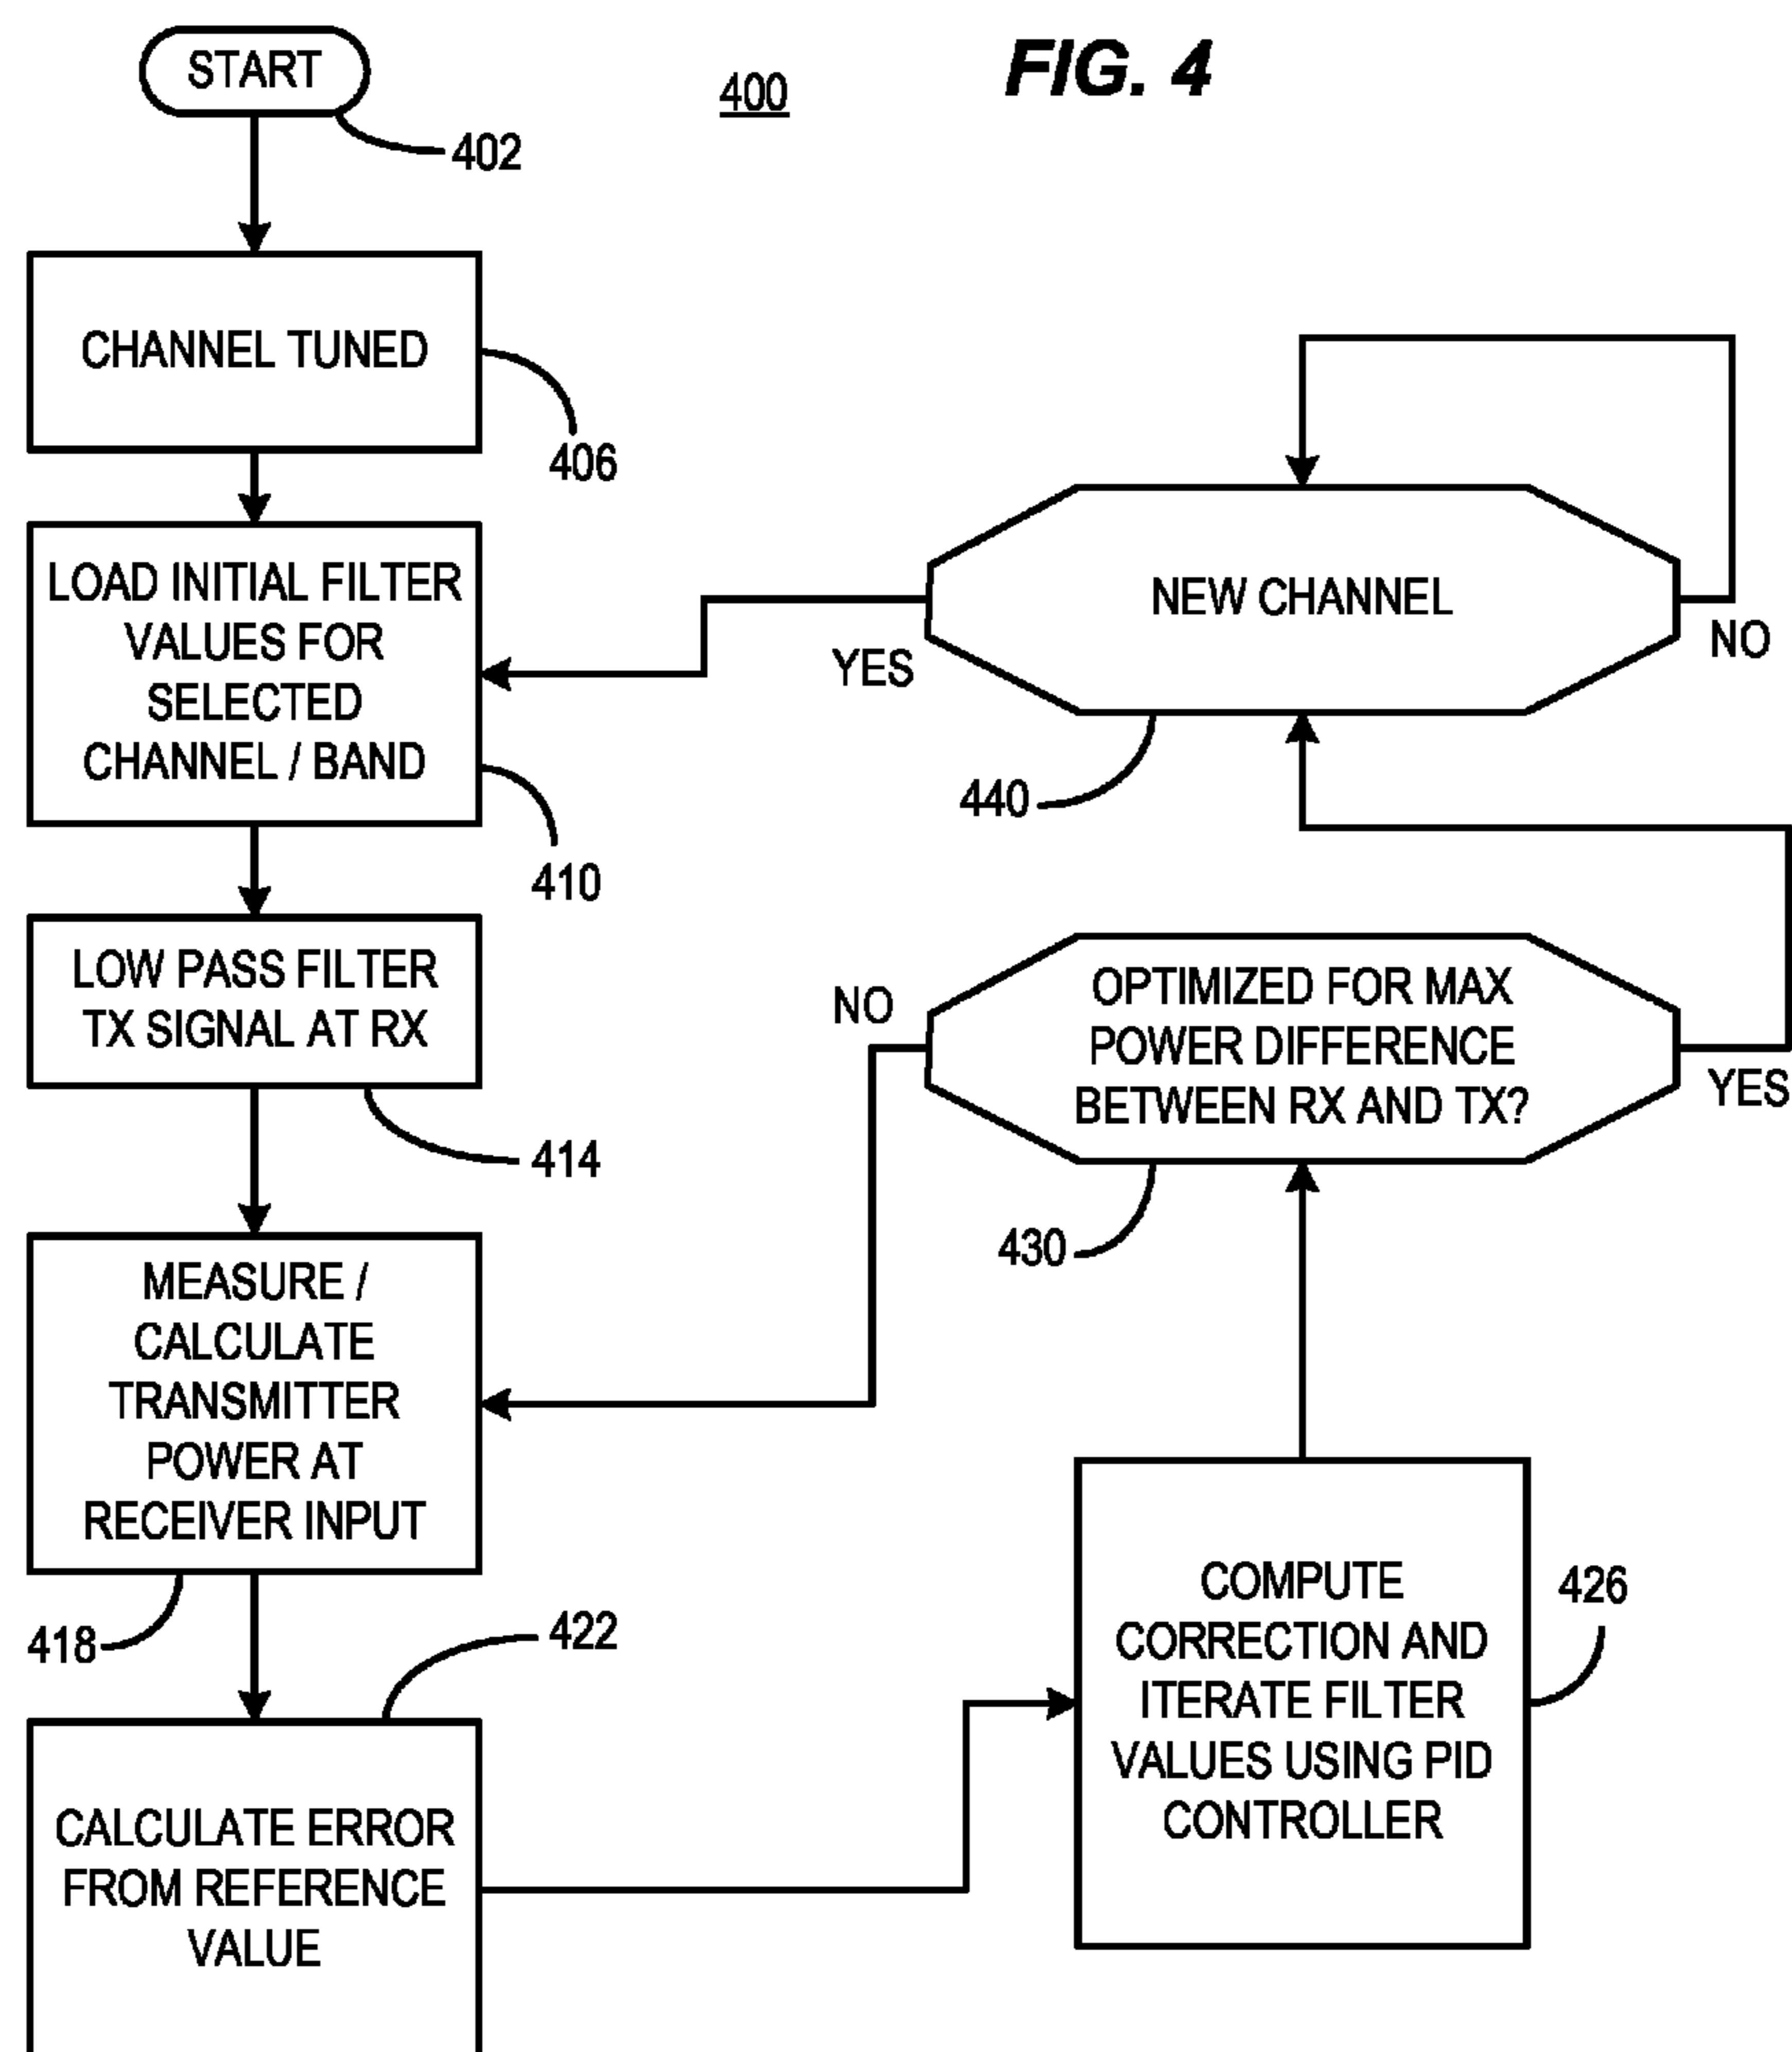 START
400
FIG. 4
402
CHANNEL TUNED
406
LOAD INITIAL FILTER
VALUES FOR
SELECTED
CHANNEL / BAND
410
NEW CHANNEL
YES
NO
440
LOW PASS FILTER
TX SIGNAL AT RX
414
NO
OPTIMIZED FOR MAX
POWER DIFFERENCE
BETWEEN RX AND TX?
YES
430
MEASURE /
CALCULATE
TRANSMITTER
POWER AT
RECEIVER INPUT
418
422
COMPUTE
CORRECTION AND
ITERATE FILTER
VALUES USING PID
CONTROLLER
426
CALCULATE ERROR
FROM REFERENCE
VALUE